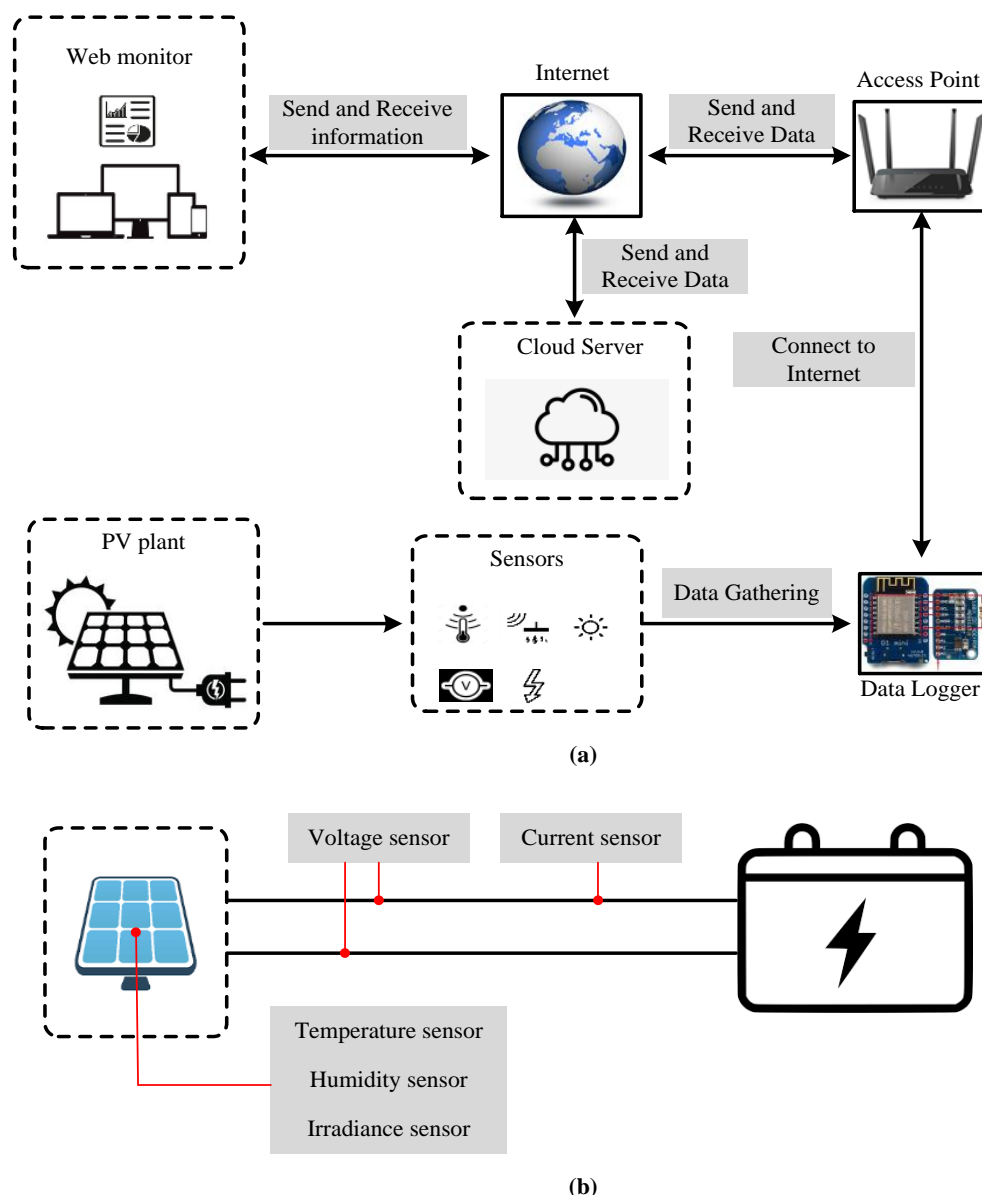 Web monitor
Internet
Access Point
Send and Receive
information
Send and
Receive Data
Send and
Receive Data
Cloud Server
Connect to
Internet
PV plant
Sensors
V
Data Gathering
D1 mini
Data Logger
(a)
Voltage sensor
Current sensor
Temperature sensor
Humidity sensor
Irradiance sensor
(b)